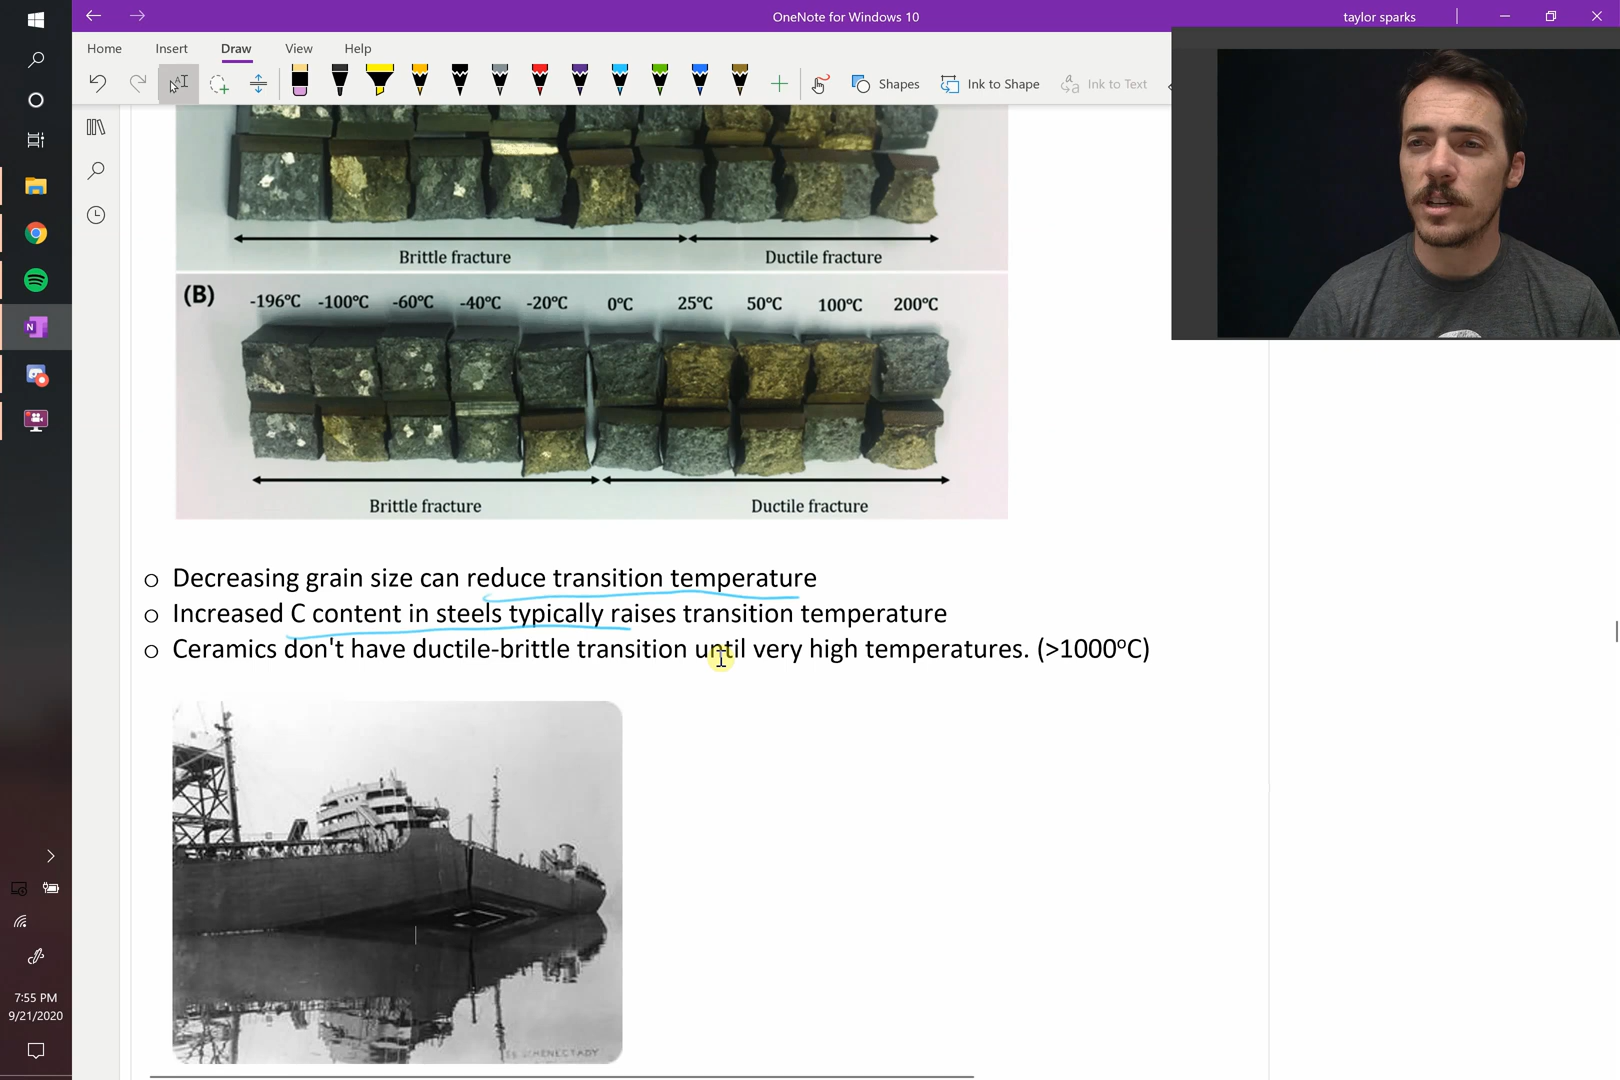 OneNote for Windows 10
taylor sparks
Home Insert Draw View Help
Shapes
Ink to Shape
Ink to Text
Brittle fracture Ductile fracture
(B) -196°C -100°C -60°C -40°C -20°C 0°C 25°C 50°C 100°C 200°C
Brittle fracture Ductile fracture
o Decreasing grain size can reduce transition temperature
o Increased C content in steels typically raises transition temperature
o Ceramics don't have ductile-brittle transition until very high temperatures. (>1000°C)
SCHENECTADY
7:55 PM
9/21/2020